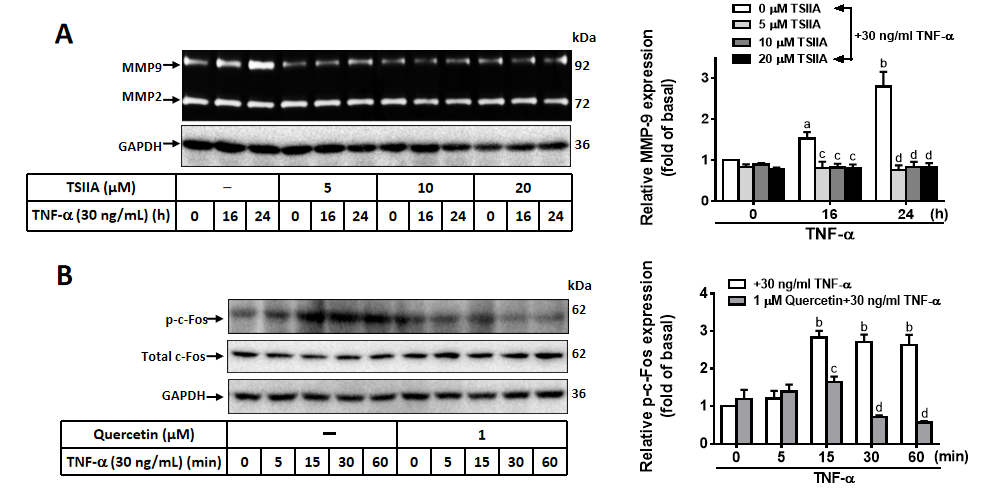 A
kDa
MMP9
92
MMP2
72
GAPDH
36
TSIIA (μM) – 5 10 20
TNF-α (30 ng/mL) (h) 0 16 24 0 16 24 0 16 24 0 16 24
0 μM TSIIA
5 μM TSIIA
10 μM TSIIA
20 μM TSIIA
+30 ng/ml TNF-α
Relative MMP-9 expression
(fold of basal)
3
2
1
0
a
b
c c c
d d d
0 16 24 (h)
TNF-α
B
kDa
p-c-Fos
62
Total c-Fos
62
GAPDH
36
Quercetin (μM) – 1
TNF-α (30 ng/mL) (min) 0 5 15 30 60 0 5 15 30 60
+30 ng/ml TNF-α
1 μM Quercetin+30 ng/ml TNF-α
Relative p-c-Fos expression
(fold of basal)
4
3
2
1
0
b b b
c
d d
0 5 15 30 60 (min)
TNF-α